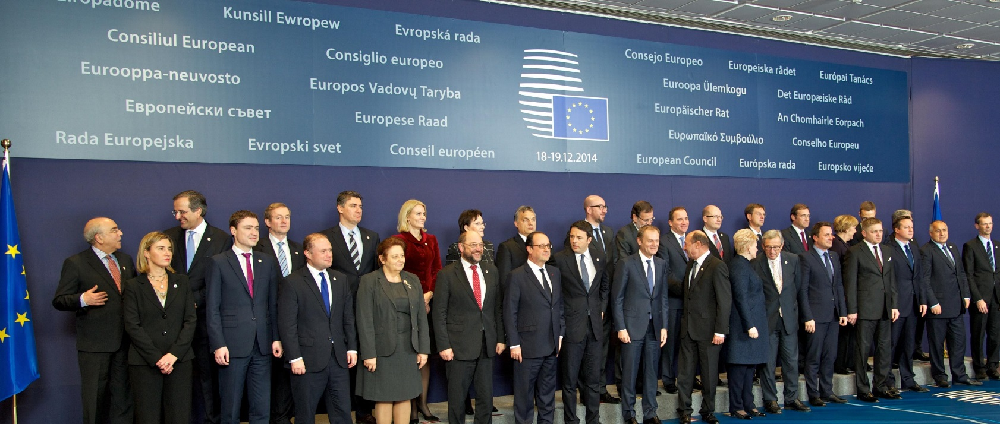 Kunsill Ewropew
Evropská rada
Consiliul European
Consiglio europeo
Eurooppa-neuvosto
Europos Vadovų Taryba
Европейски съвет
Europese Raad
Rada Europejska
Evropski svet
Conseil européen
18-19.12.2014
Consejo Europeo
Europeiska rådet
Európai Tanács
Euroopa Ülemkogu
Det Europæiske Råd
Europäischer Rat
An Chomhairle Eorpach
Ευρωπαϊκό Συμβούλιο
Conselho Europeu
European Council
Európska rada
Europsko vijeće